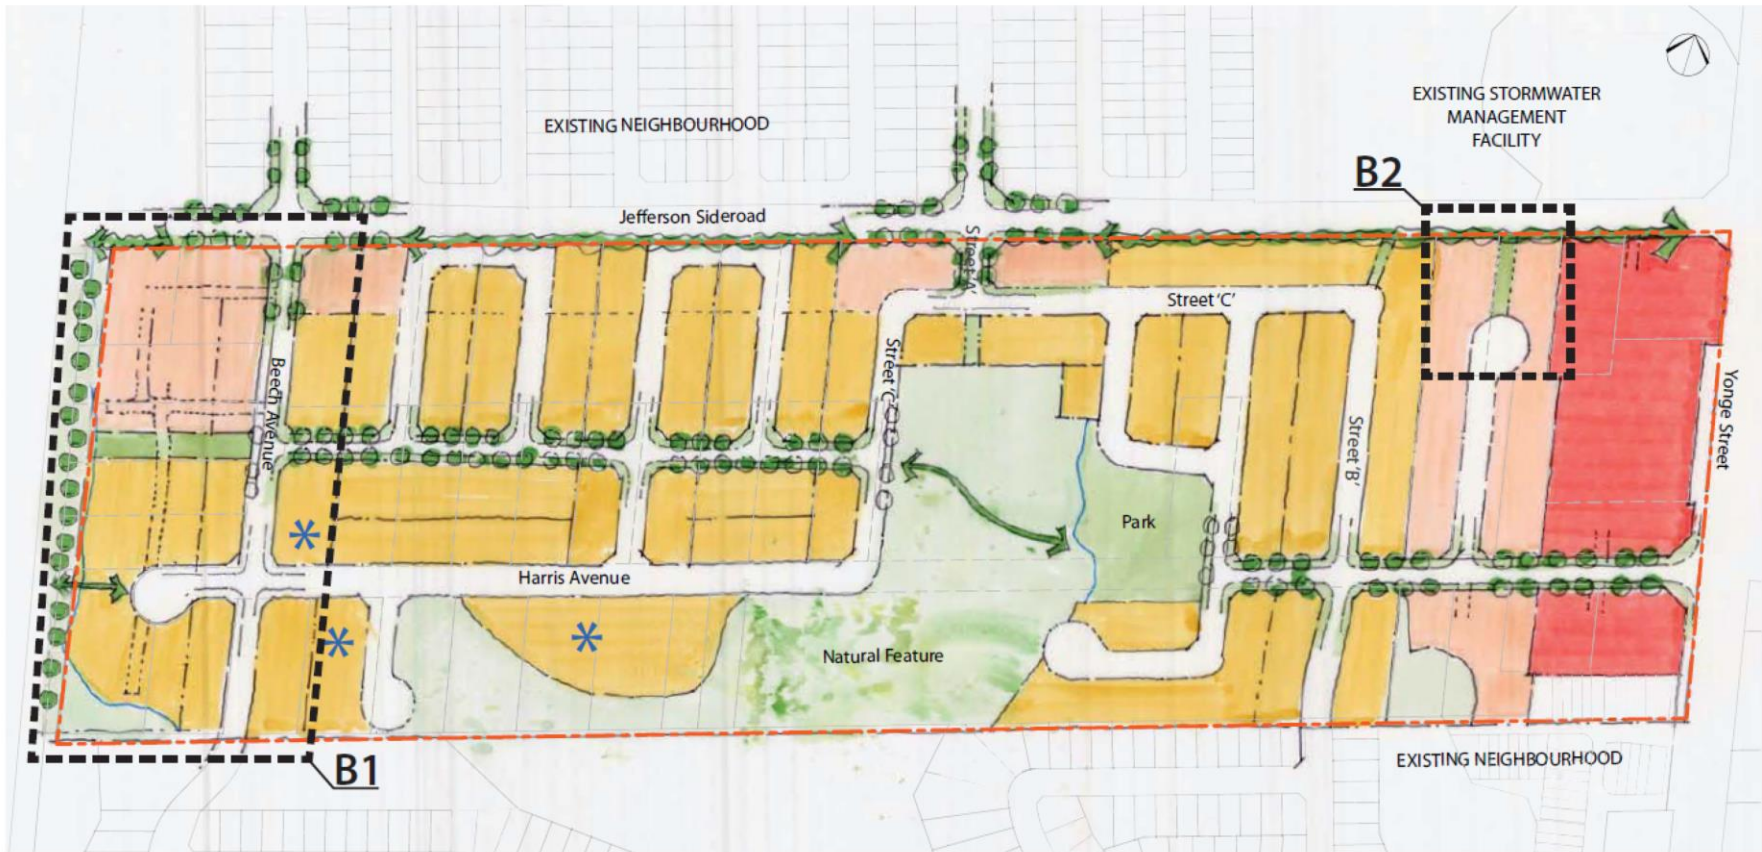 EXISTING STORMWATER
MANAGEMENT
FACILITY
EXISTING NEIGHBOURHOOD
B2
Jefferson Sideroad
Street 'A'
Street 'C'
Street 'C'
Beech Avenue
Yonge Street
Street 'B'
Park
*
Harris Avenue
*
*
Natural Feature
EXISTING NEIGHBOURHOOD
B1